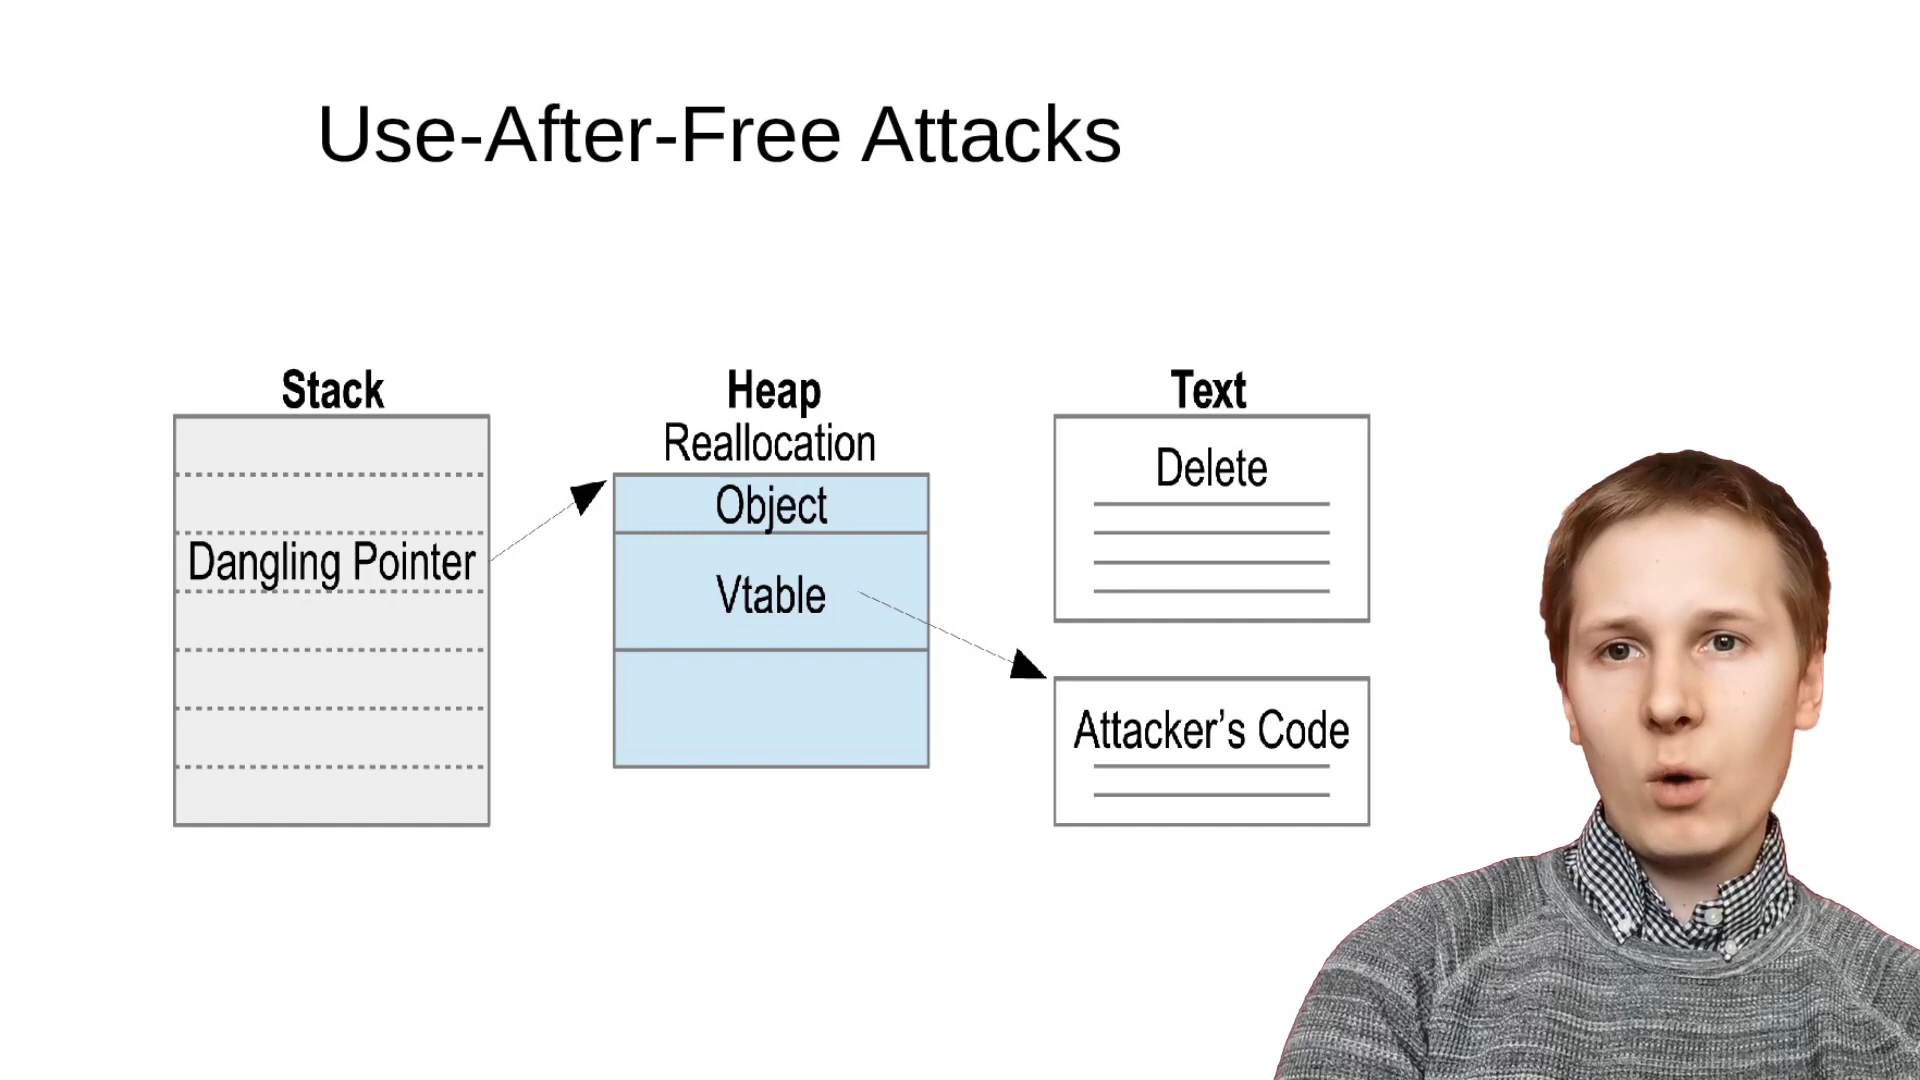 Use-After-Free Attacks
Stack
Dangling Pointer
Heap
Reallocation
Object
Vtable
Text
Delete
Attacker’s Code